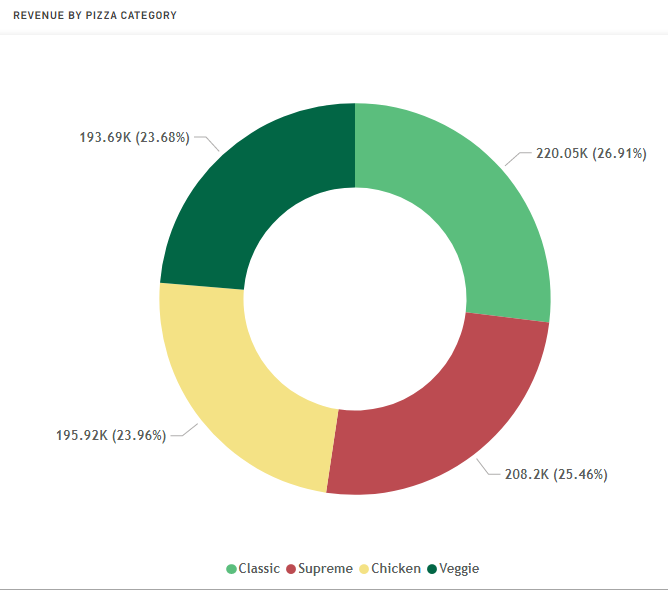 REVENUE BY PIZZA CATEGORY
193.69K (23.68%)
220.05K (26.91%)
195.92K (23.96%)
208.2K (25.46%)
Classic Supreme Chicken Veggie